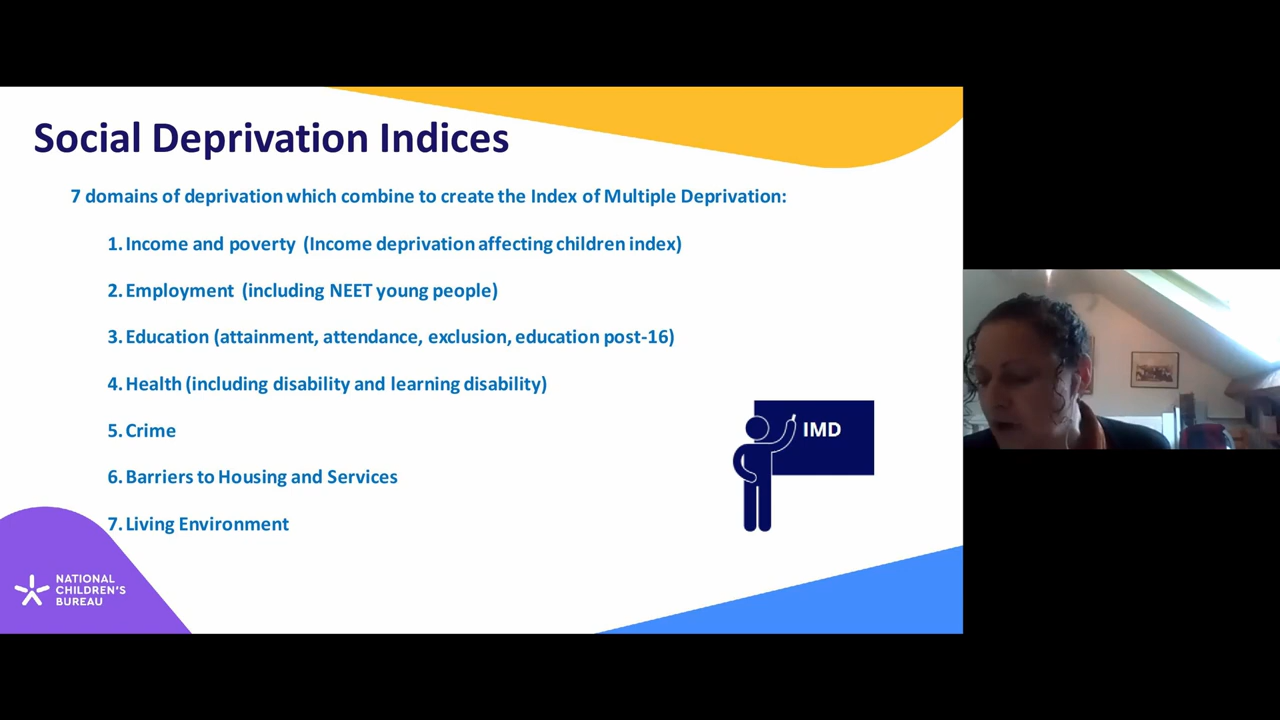 Social Deprivation Indices
7 domains of deprivation which combine to create the Index of Multiple Deprivation:
1. Income and poverty (Income deprivation affecting children index)
2. Employment (including NEET young people)
3. Education (attainment, attendance, exclusion, education post-16)
4. Health (including disability and learning disability)
5. Crime
6. Barriers to Housing and Services
7. Living Environment
IMD
NATIONAL
CHILDREN'S
BUREAU